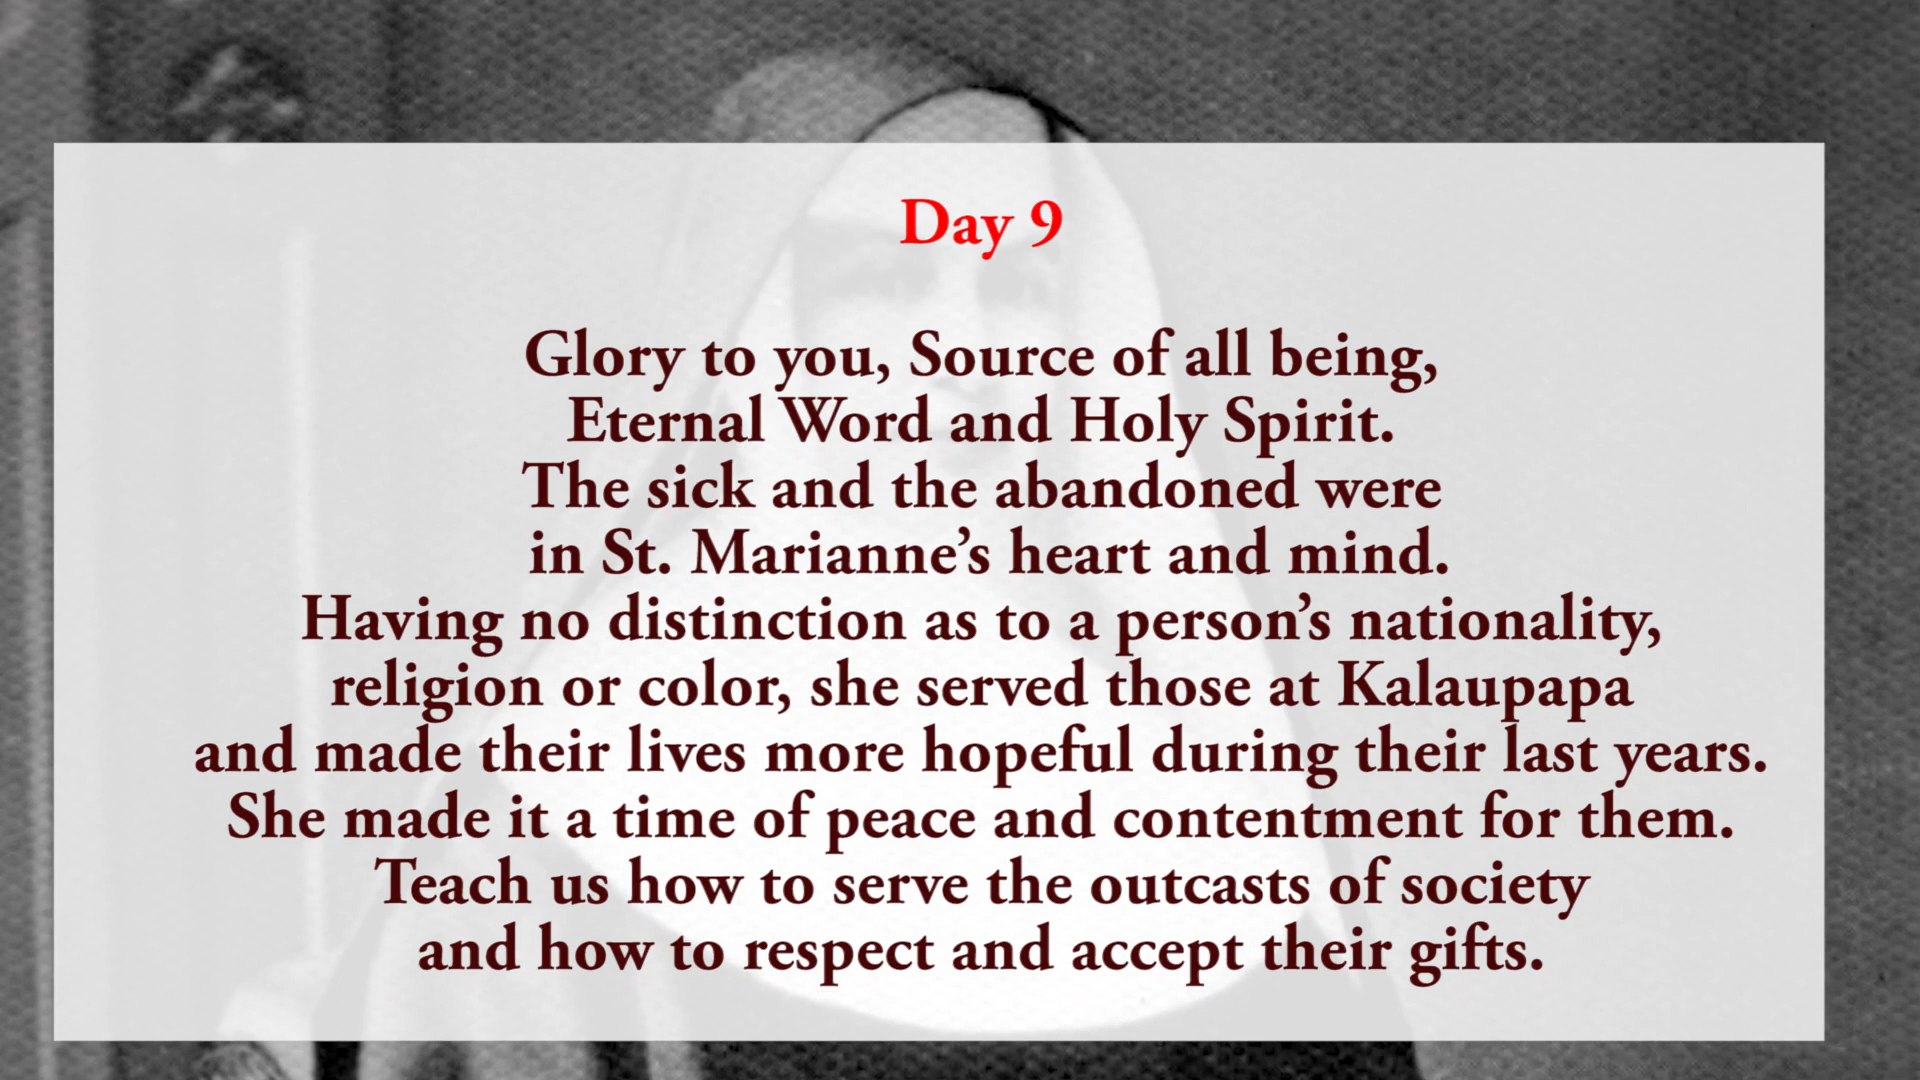 Day 9
Glory to you, Source of all being,
Eternal Word and Holy Spirit.
The sick and the abandoned were
in St. Marianne’s heart and mind.
Having no distinction as to a person’s nationality,
religion or color, she served those at Kalaupapa
and made their lives more hopeful during their last years.
She made it a time of peace and contentment for them.
Teach us how to serve the outcasts of society
and how to respect and accept their gifts.